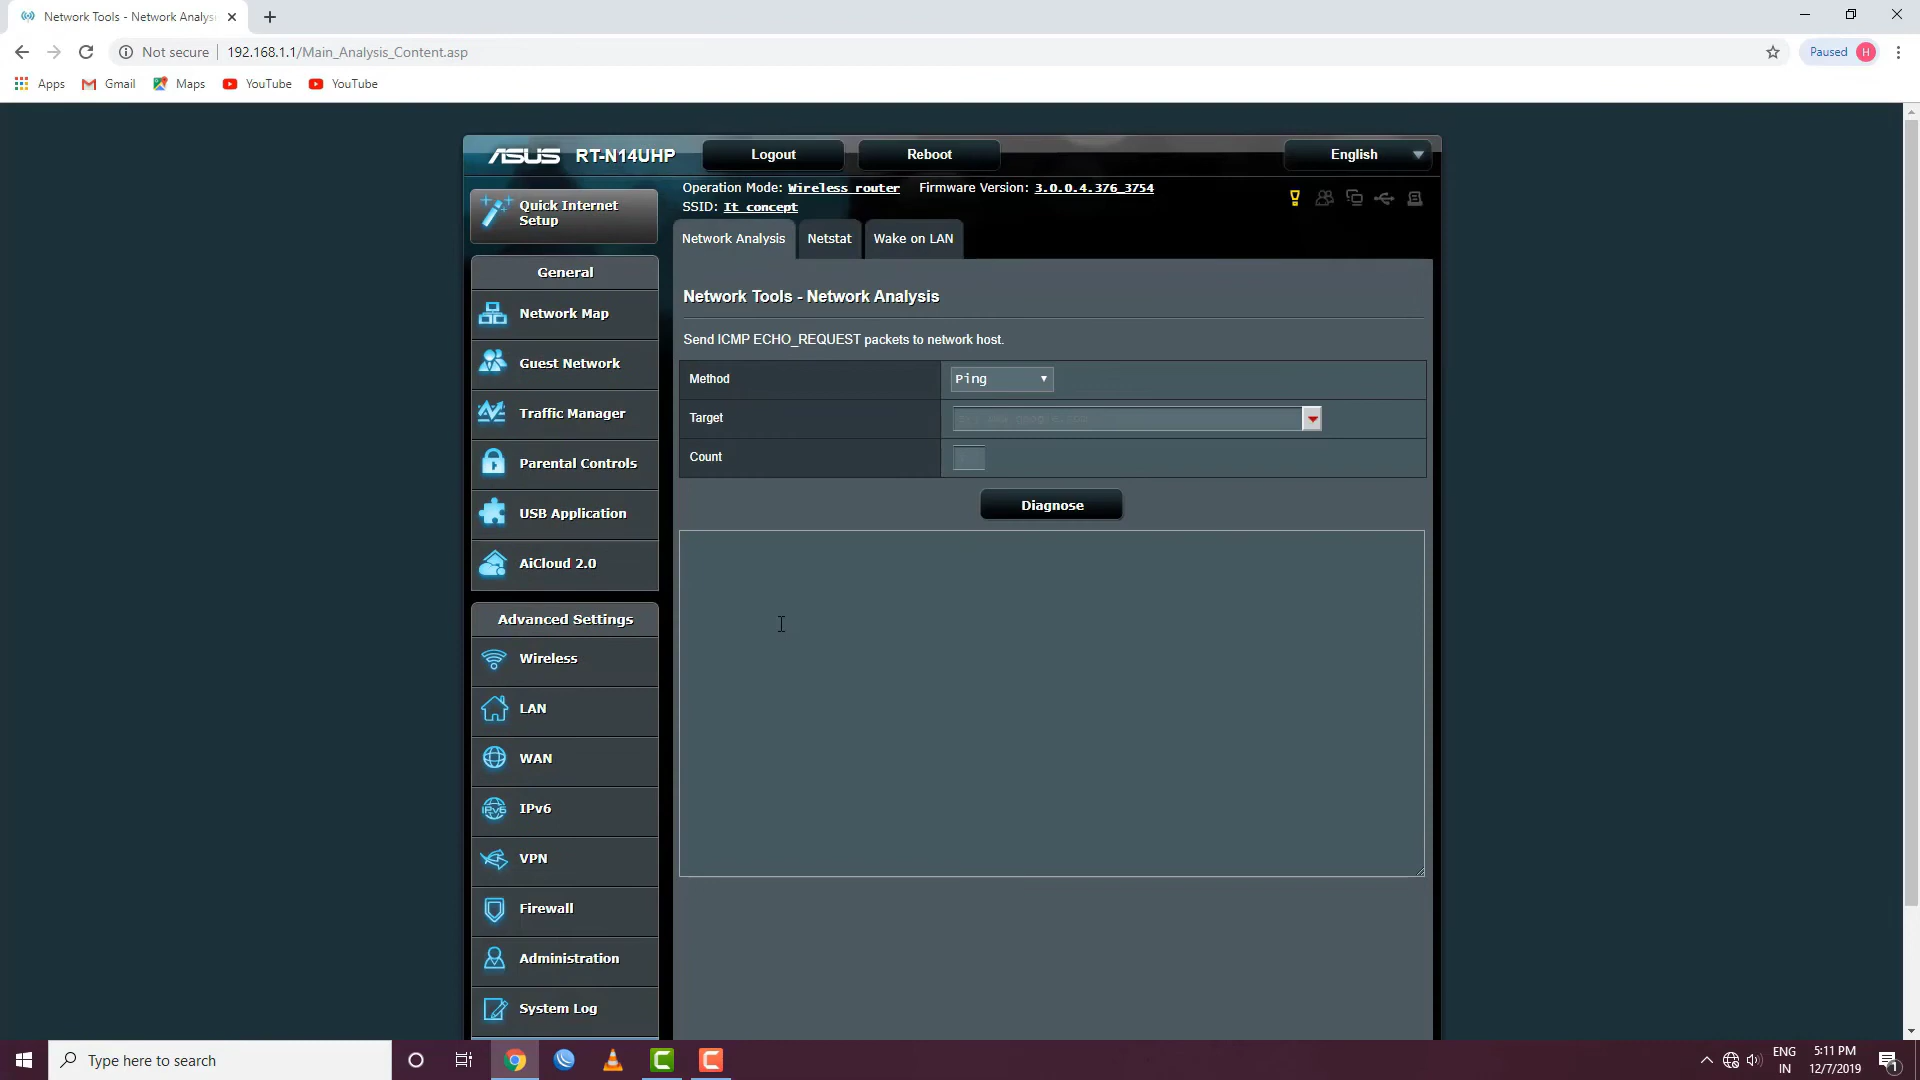 Network Tools - Network Analys
Not secure
192.168.1.1/Main_Analysis_Content.asp
Paused
H
Apps
Gmail
Maps
YouTube
YouTube
ASUS
RT-N14UHP
Logout
Reboot
English
Operation Mode: Wireless router
Firmware Version: 3.0.0.4.376_3754
SSID: It concept
Quick Internet
Setup
Network Analysis
Netstat
Wake on LAN
General
Network Map
Guest Network
Traffic Manager
Parental Controls
USB Application
AiCloud 2.0
Advanced Settings
Wireless
LAN
WAN
IPv6
VPN
Firewall
Administration
System Log
Network Tools - Network Analysis
Send ICMP ECHO_REQUEST packets to network host.
Method
Ping
Target
Count
Diagnose
Type here to search
ENG
IN
5:11 PM
12/7/2019
1